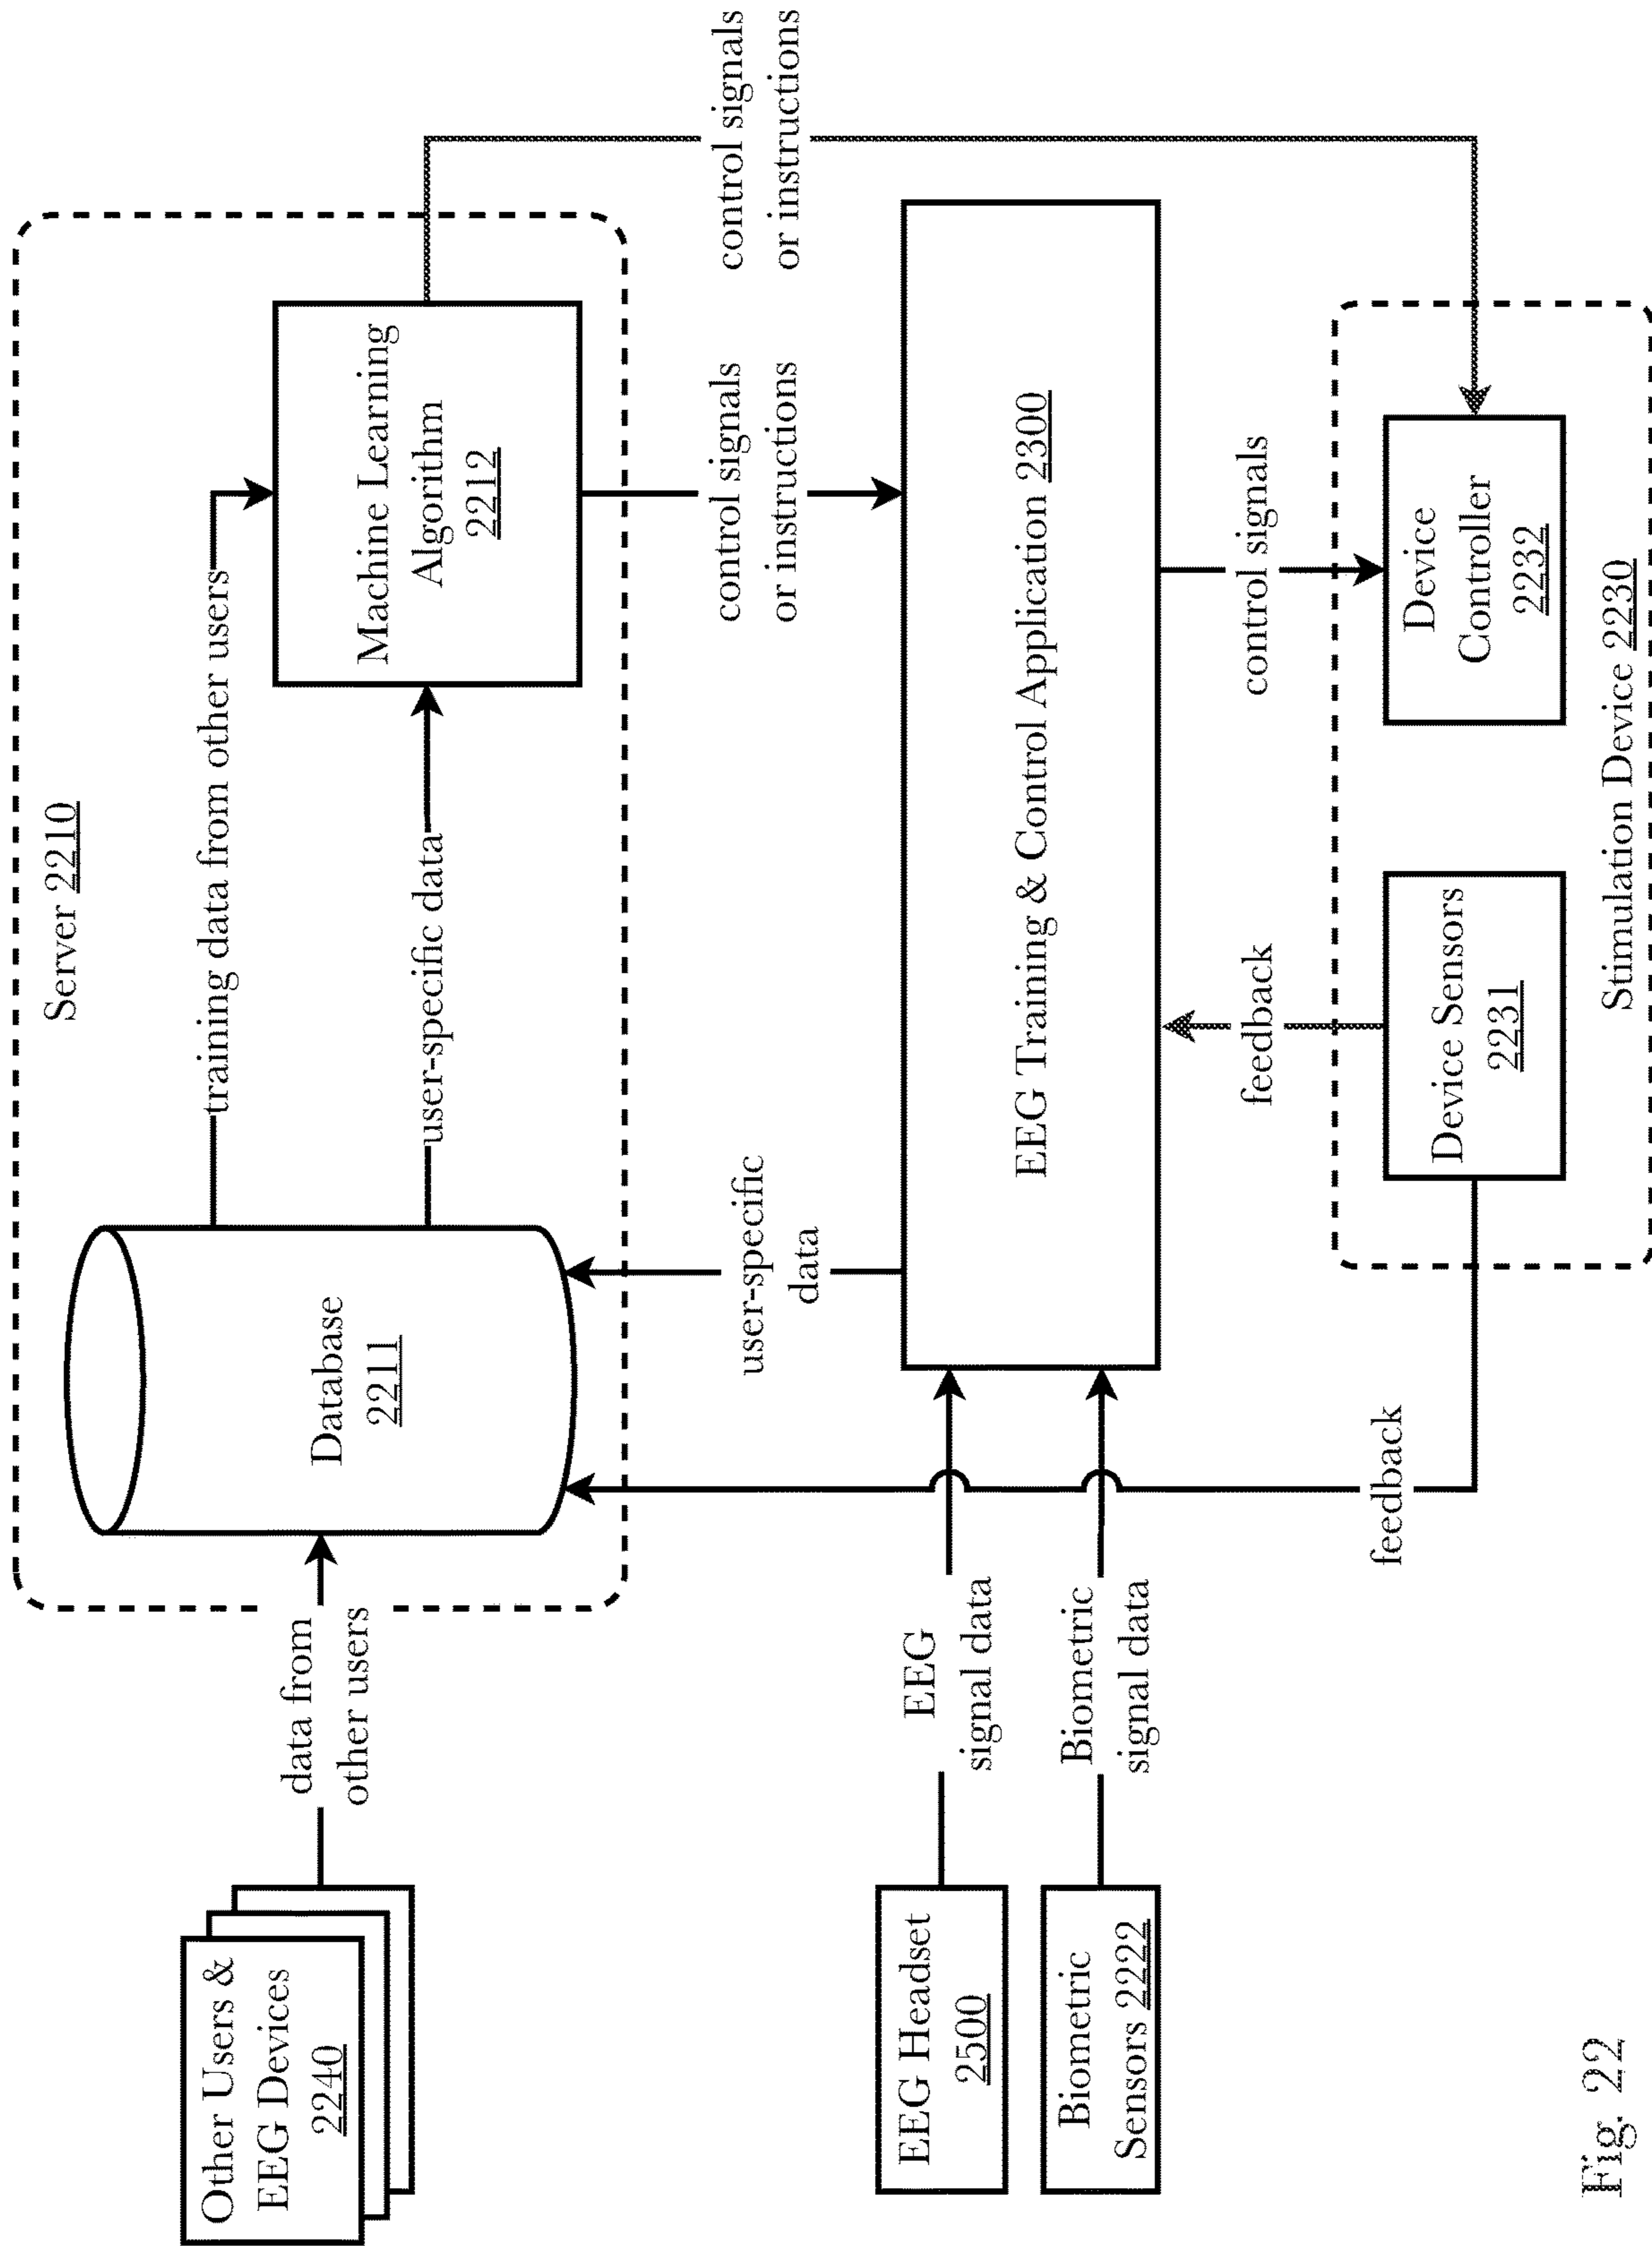 Server 2210
Other Users &
EEG Devices
2240
data from
other users
Database
2211
training data from other users
user-specific data
Machine Learning
Algorithm
2212
user-specific
data
control signals
or instructions
control signals
or instructions
EEG Headset
2500
EEG
signal data
Biometric
Sensors 2222
Biometric
signal data
EEG Training & Control Application 2300
feedback
feedback
control signals
Device Sensors
2231
Device
Controller
2232
Stimulation Device 2230
Fig. 22